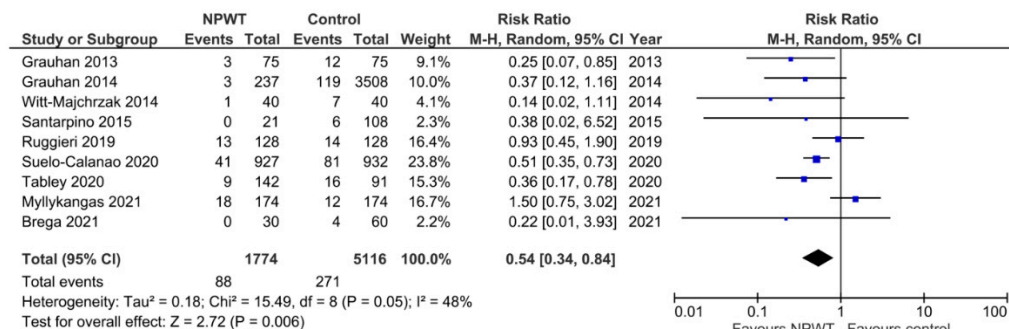 NPWT Control Risk Ratio Risk Ratio
Study or Subgroup Events Total Events Total Weight M-H, Random, 95% CI Year M-H, Random, 95% CI
Grauhan 2013 3 75 12 75 9.1% 0.25 [0.07, 0.85] 2013
Grauhan 2014 3 237 119 3508 10.0% 0.37 [0.12, 1.16] 2014
Witt-Majchrzak 2014 1 40 7 40 4.1% 0.14 [0.02, 1.11] 2014
Santarpino 2015 0 21 6 108 2.3% 0.38 [0.02, 6.52] 2015
Ruggieri 2019 13 128 14 128 16.4% 0.93 [0.45, 1.90] 2019
Suelo-Calanao 2020 41 927 81 932 23.8% 0.51 [0.35, 0.73] 2020
Tabley 2020 9 142 16 91 15.3% 0.36 [0.17, 0.78] 2020
Myllykangas 2021 18 174 12 174 16.7% 1.50 [0.75, 3.02] 2021
Brega 2021 0 30 4 60 2.2% 0.22 [0.01, 3.93] 2021
Total (95% CI) 1774 5116 100.0% 0.54 [0.34, 0.84]
Total events 88 271
Heterogeneity: Tau² = 0.18; Chi² = 15.49, df = 8 (P = 0.05); I² = 48%
Test for overall effect: Z = 2.72 (P = 0.006)
0.01 0.1 1 10 100
Favours NPWT Favours control